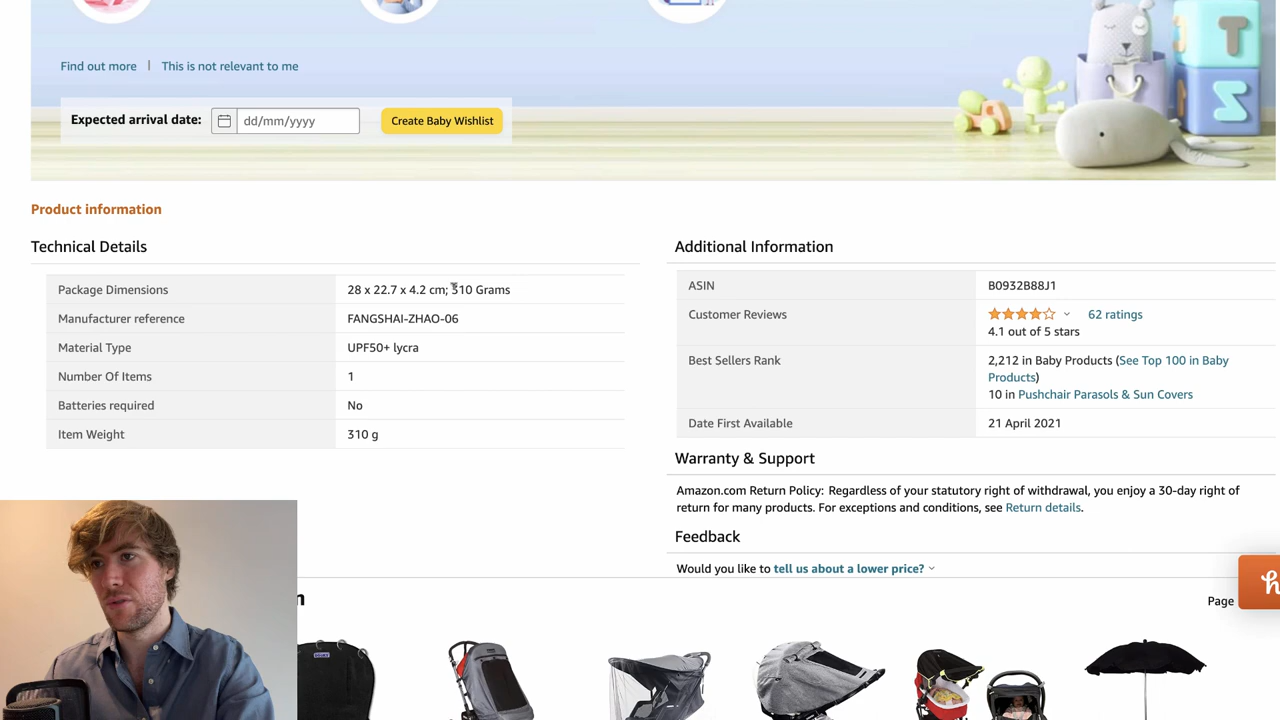 Find out more | This is not relevant to me
Expected arrival date: dd/mm/yyyy Create Baby Wishlist
T
S
Product information
Technical Details
Package Dimensions 28 x 22.7 x 4.2 cm; 310 Grams
Manufacturer reference FANGSHAI-ZHAO-06
Material Type UPF50+ lycra
Number Of Items 1
Batteries required No
Item Weight 310 g
Additional Information
ASIN B0932B88J1
Customer Reviews 62 ratings
4.1 out of 5 stars
Best Sellers Rank 2,212 in Baby Products (See Top 100 in Baby
Products)
10 in Pushchair Parasols & Sun Covers
Date First Available 21 April 2021
Warranty & Support
Amazon.com Return Policy: Regardless of your statutory right of withdrawal, you enjoy a 30-day right of
return for many products. For exceptions and conditions, see Return details.
Feedback
Would you like to tell us about a lower price?
n
Page
h